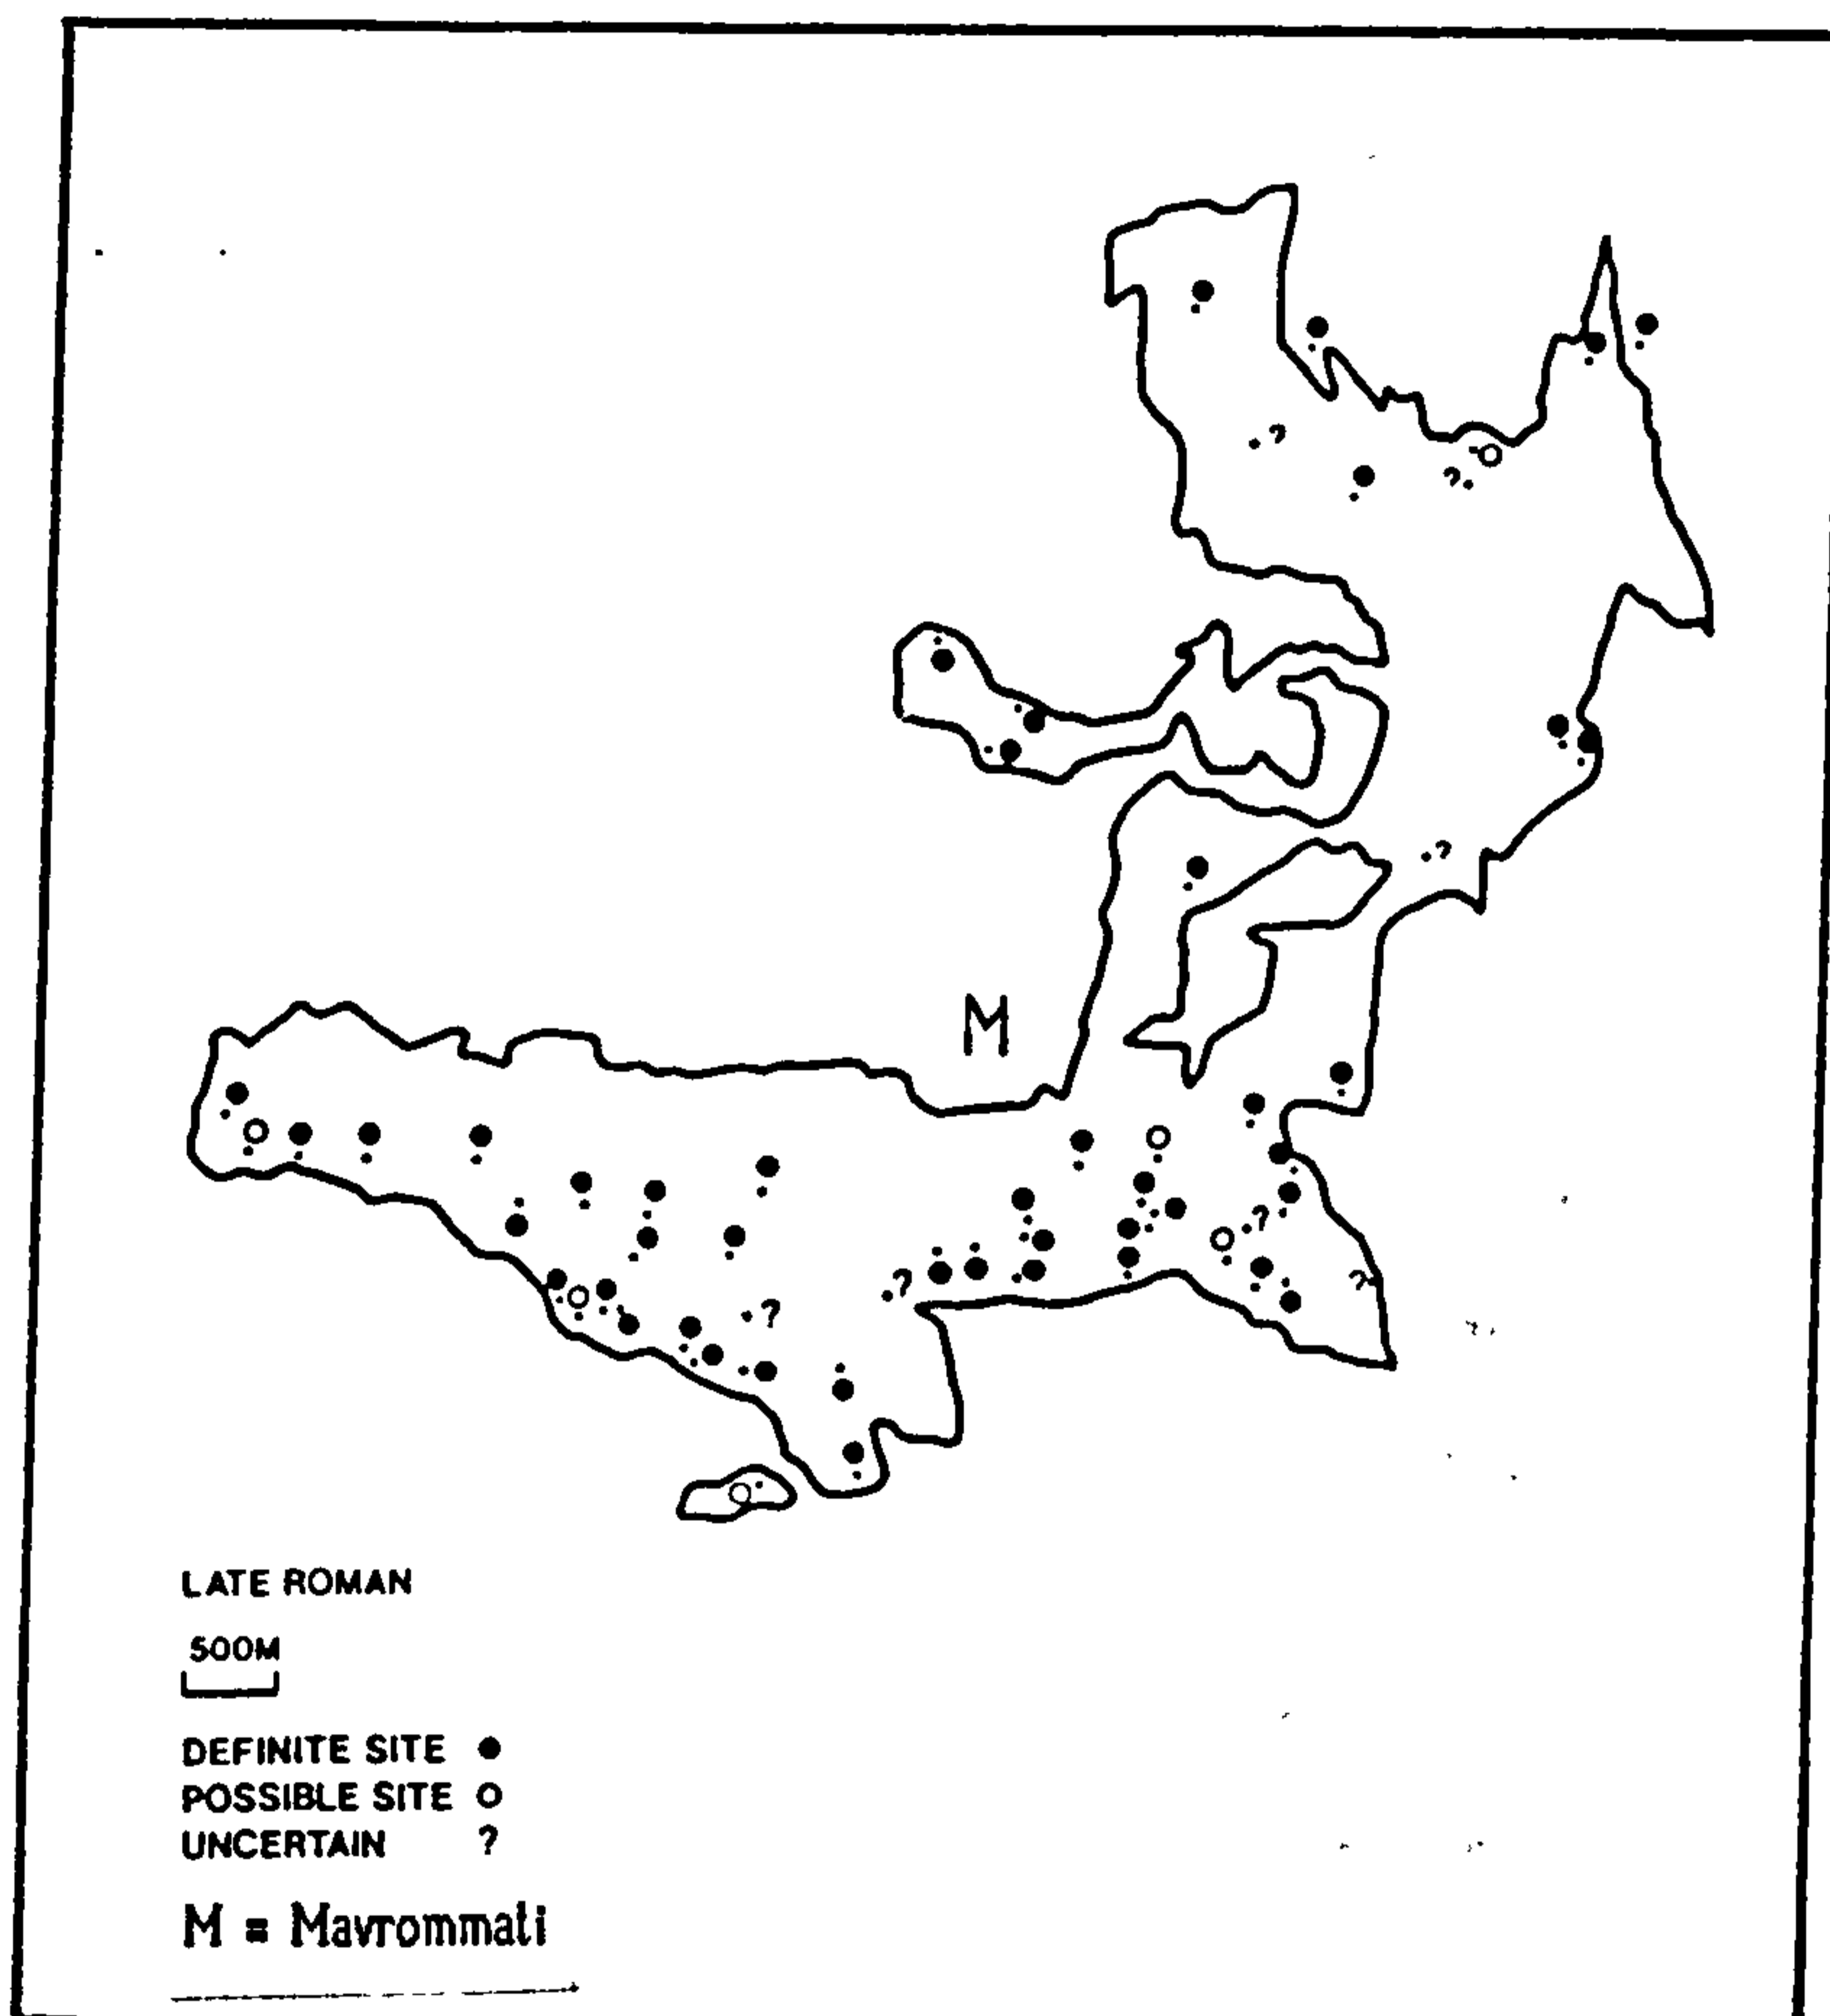 ?
?
?
M
?
?
?
?
LATE ROMAN
500M
DEFINITE SITE
POSSIBLE SITE
UNCERTAIN ?
M = Mavrommati